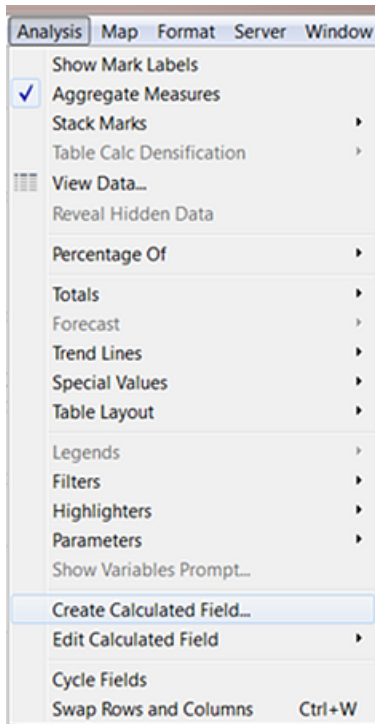 Analysis Map Format Server Window
Show Mark Labels
Aggregate Measures
Stack Marks
Table Calc Densification
View Data...
Reveal Hidden Data
Percentage Of
Totals
Forecast
Trend Lines
Special Values
Table Layout
Legends
Filters
Highlighters
Parameters
Show Variables Prompt...
Create Calculated Field...
Edit Calculated Field
Cycle Fields
Swap Rows and Columns Ctrl+W